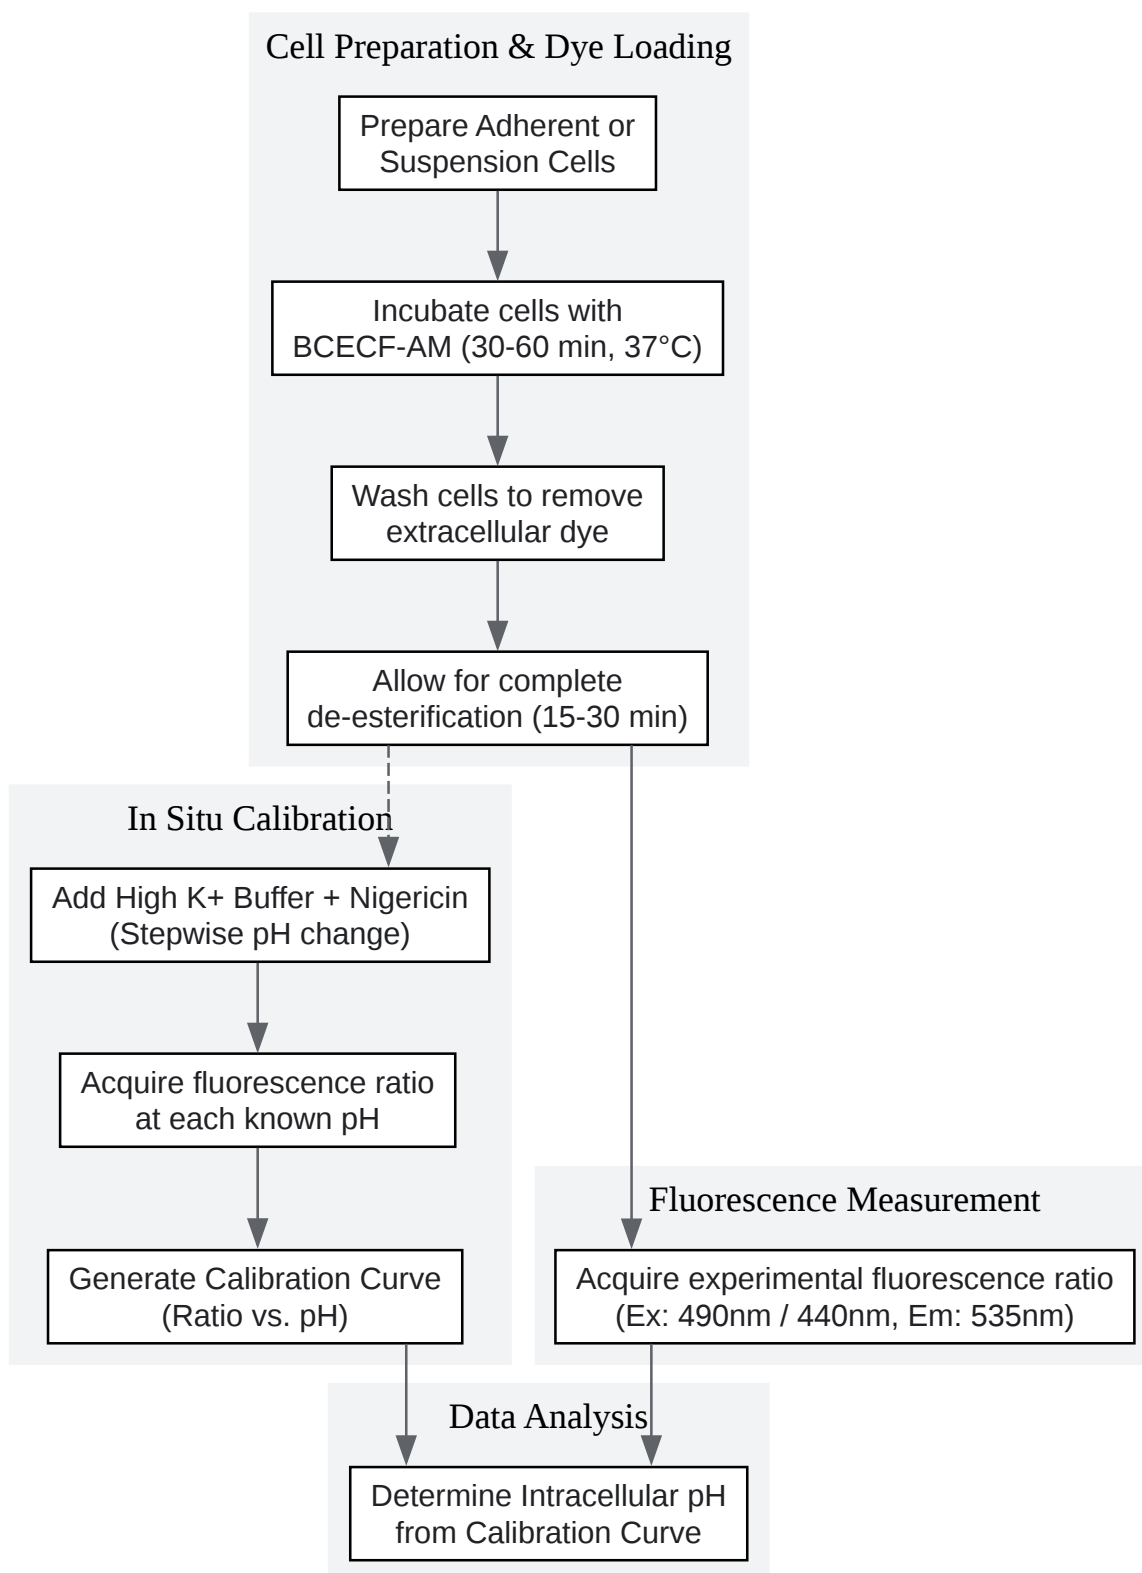 Cell Preparation & Dye Loading
Prepare Adherent or
Suspension Cells
Incubate cells with
BCECF-AM (30-60 min, 37°C)
Wash cells to remove
extracellular dye
Allow for complete
de-esterification (15-30 min)
In Situ Calibration
Add High K+ Buffer + Nigericin
(Stepwise pH change)
Acquire fluorescence ratio
at each known pH
Generate Calibration Curve
(Ratio vs. pH)
Fluorescence Measurement
Acquire experimental fluorescence ratio
(Ex: 490nm / 440nm, Em: 535nm)
Data Analysis
Determine Intracellular pH
from Calibration Curve